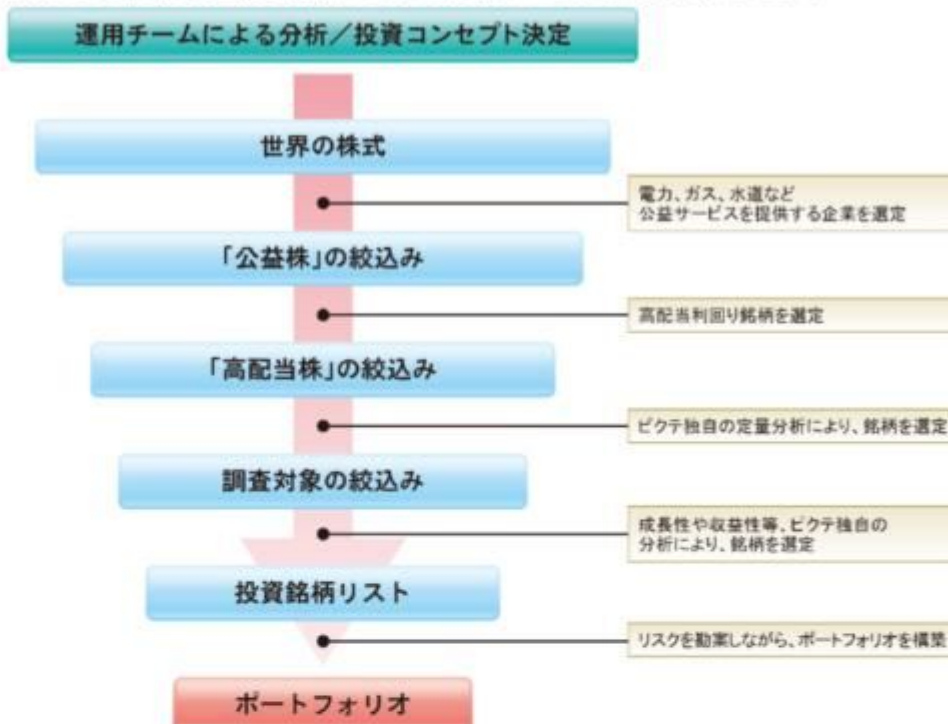 運用チームによる分析／投資コンセプト決定
世界の株式
電力、ガス、水道など
公益サービスを提供する企業を選定
「公益株」の絞込み
高配当利回り銘柄を選定
「高配当株」の絞込み
ピクテ独自の定量分析により、銘柄を選定
調査対象の絞込み
成長性や収益性等、ピクテ独自の
分析により、銘柄を選定
投資銘柄リスト
リスクを勘案しながら、ポートフォリオを構築
ポートフォリオ